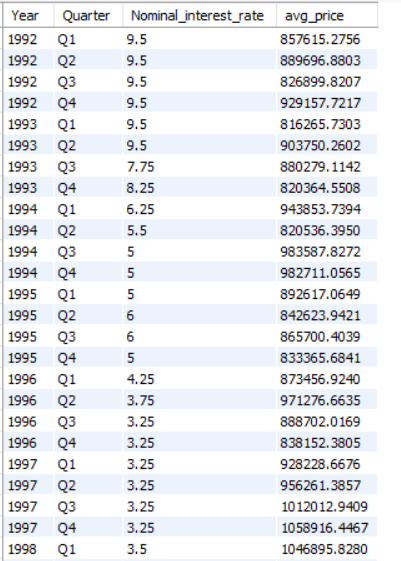 Year Quarter Nominal_interest_rate avg_price
1992 Q1 9.5 857615.2756
1992 Q2 9.5 889696.8803
1992 Q3 9.5 826899.8207
1992 Q4 9.5 929157.7217
1993 Q1 9.5 816265.7303
1993 Q2 9.5 903750.2602
1993 Q3 7.75 880279.1142
1993 Q4 8.25 820364.5508
1994 Q1 6.25 943853.7394
1994 Q2 5.5 820536.3950
1994 Q3 5 983587.8272
1994 Q4 5 982711.0565
1995 Q1 5 892617.0649
1995 Q2 6 842623.9421
1995 Q3 6 865700.4039
1995 Q4 5 833365.6841
1996 Q1 4.25 873456.9240
1996 Q2 3.75 971276.6635
1996 Q3 3.25 888702.0169
1996 Q4 3.25 838152.3805
1997 Q1 3.25 928228.6676
1997 Q2 3.25 956261.3857
1997 Q3 3.25 1012012.9409
1997 Q4 3.25 1058916.4467
1998 Q1 3.5 1046895.8280